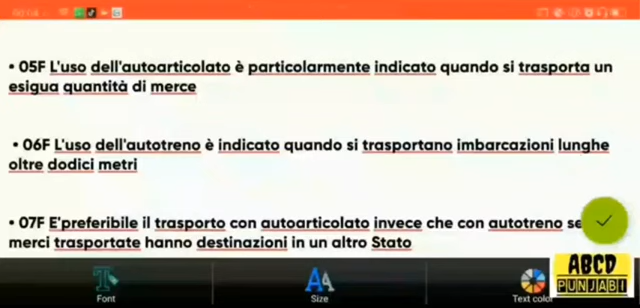 • 05F L'uso dell'autoarticolato è particolarmente indicato quando si trasporta un
esigua quantità di merce
• 06F L'uso dell'autotreno è indicato quando si trasportano imbarcazioni lunghe
oltre dodici metri
• 07F E'preferibile il trasporto con autoarticolato invece che con autotreno se
merci trasportate hanno destinazioni in un altro Stato
Font
Size
Text color
ABCD
PUNJABI